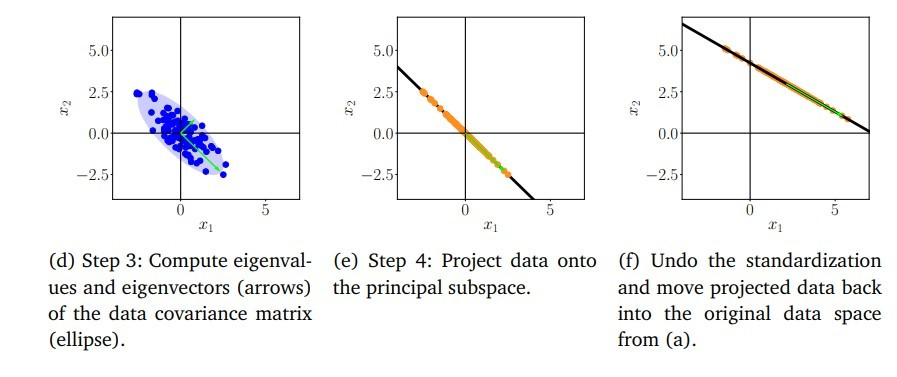 5.0
2.5
0.0
−2.5
x2
0
5
x1
5.0
2.5
0.0
−2.5
x2
0
5
x1
5.0
2.5
0.0
−2.5
x2
0
5
x1
(d) Step 3: Compute eigenval-
ues and eigenvectors (arrows)
of the data covariance matrix
(ellipse).
(e) Step 4: Project data onto
the principal subspace.
(f) Undo the standardization
and move projected data back
into the original data space
from (a).